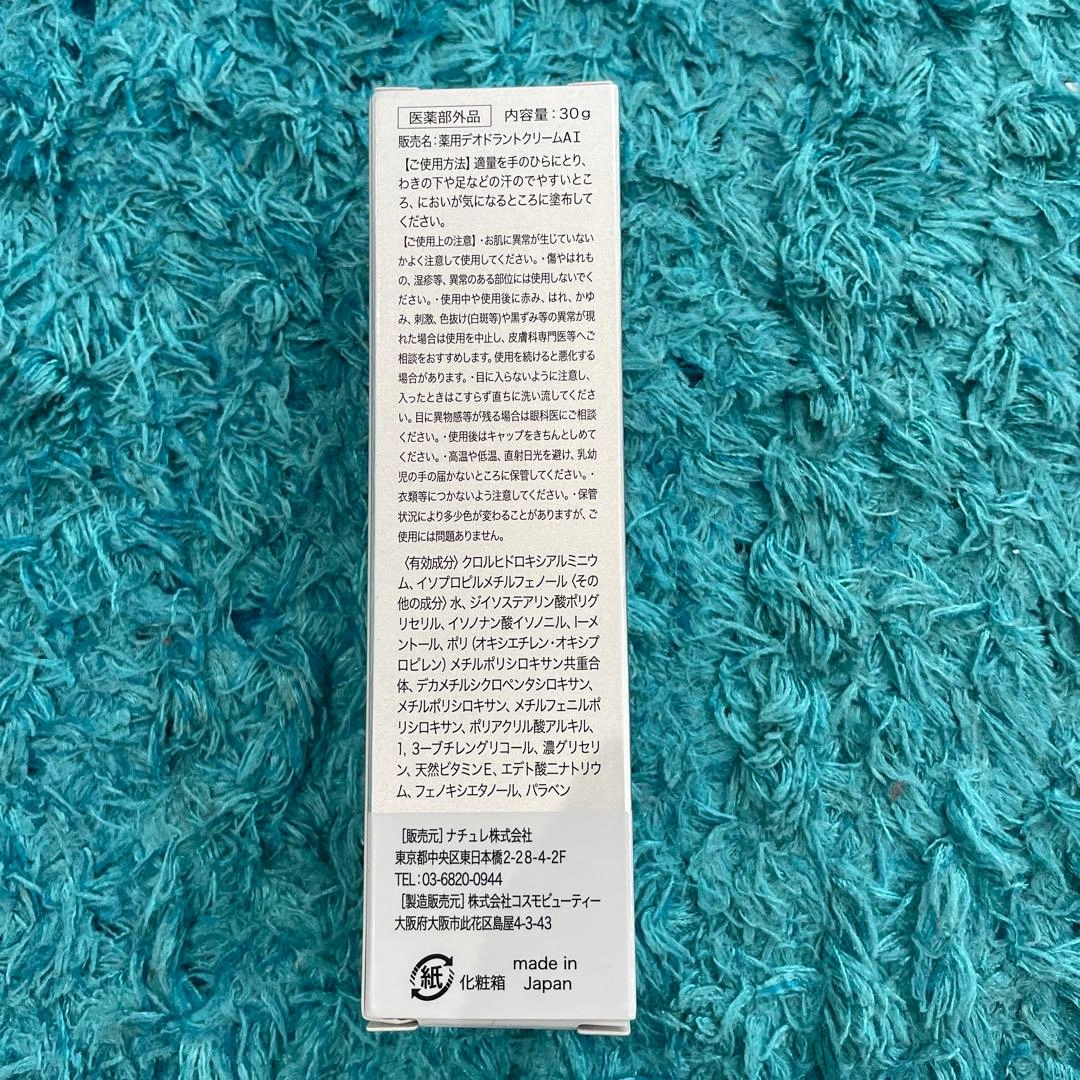 医薬部外品 内容量：30g
販売名：薬用デオドラントクリームAI
【ご使用方法】適量を手のひらにとり、
わきの下や足などの汗のでやすいとこ
ろ、においが気になるところに塗布して
ください。
【ご使用上の注意】・お肌に異常が生じていない
かよく注意して使用してください。・傷やはれも
の、湿疹等、異常のある部位には使用しないでく
ださい。・使用中や使用後に赤み、はれ、かゆ
み、刺激、色抜け(白斑等)や黒ずみ等の異常が現
れた場合は使用を中止し、皮膚科専門医等へご
相談をおすすめします。使用を続けると悪化する
場合があります。・目に入らないように注意し、
入ったときはこすらず直ちに洗い流してくださ
い。目に異物感等が残る場合は眼科医にご相談
ください。・使用後はキャップをきちんとしめて
ください。・高温や低温、直射日光を避け、乳幼
児の手の届かないところに保管してください。・
衣類等につかないよう注意してください。・保管
状況により多少色が変わることがありますが、ご
使用には問題ありません。
〈有効成分〉クロルヒドロキシアルミニウ
ム、イソプロピルメチルフェノール〈その
他の成分〉水、ジイソステアリン酸ポリグ
リセリル、イソノナン酸イソノニル、l-メ
ントール、ポリ（オキシエチレン・オキシプ
ロピレン）メチルポリシロキサン共重合
体、デカメチルシクロペンタシロキサン、
メチルポリシロキサン、メチルフェニルポ
リシロキサン、ポリアクリル酸アルキル、
1，3ーブチレングリコール、濃グリセリ
ン、天然ビタミンE、エデト酸二ナトリウ
ム、フェノキシエタノール、パラベン
［販売元］ナチュレ株式会社
東京都中央区東日本橋2-28-4-2F
TEL：03-6820-0944
［製造販売元］株式会社コスモビューティー
大阪府大阪市此花区島屋4-3-43
紙 化粧箱 made in
Japan